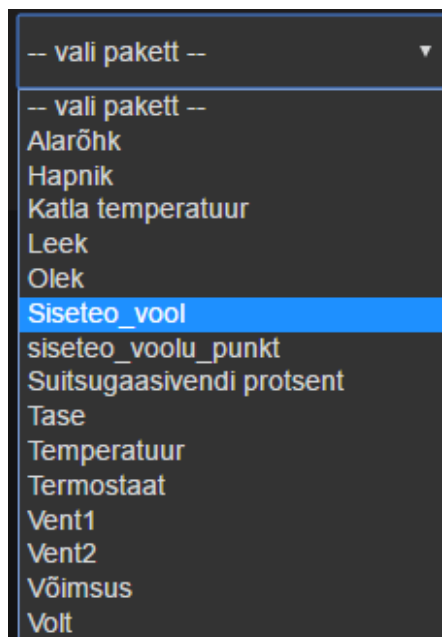 -- vali pakett --
-- vali pakett --
Alarõhk
Hapnik
Katla temperatuur
Leek
Olek
Siseteo_vool
siseteo_voolu_punkt
Suitsugaasivendi protsent
Tase
Temperatuur
Termostaat
Vent1
Vent2
Võimsus
Volt